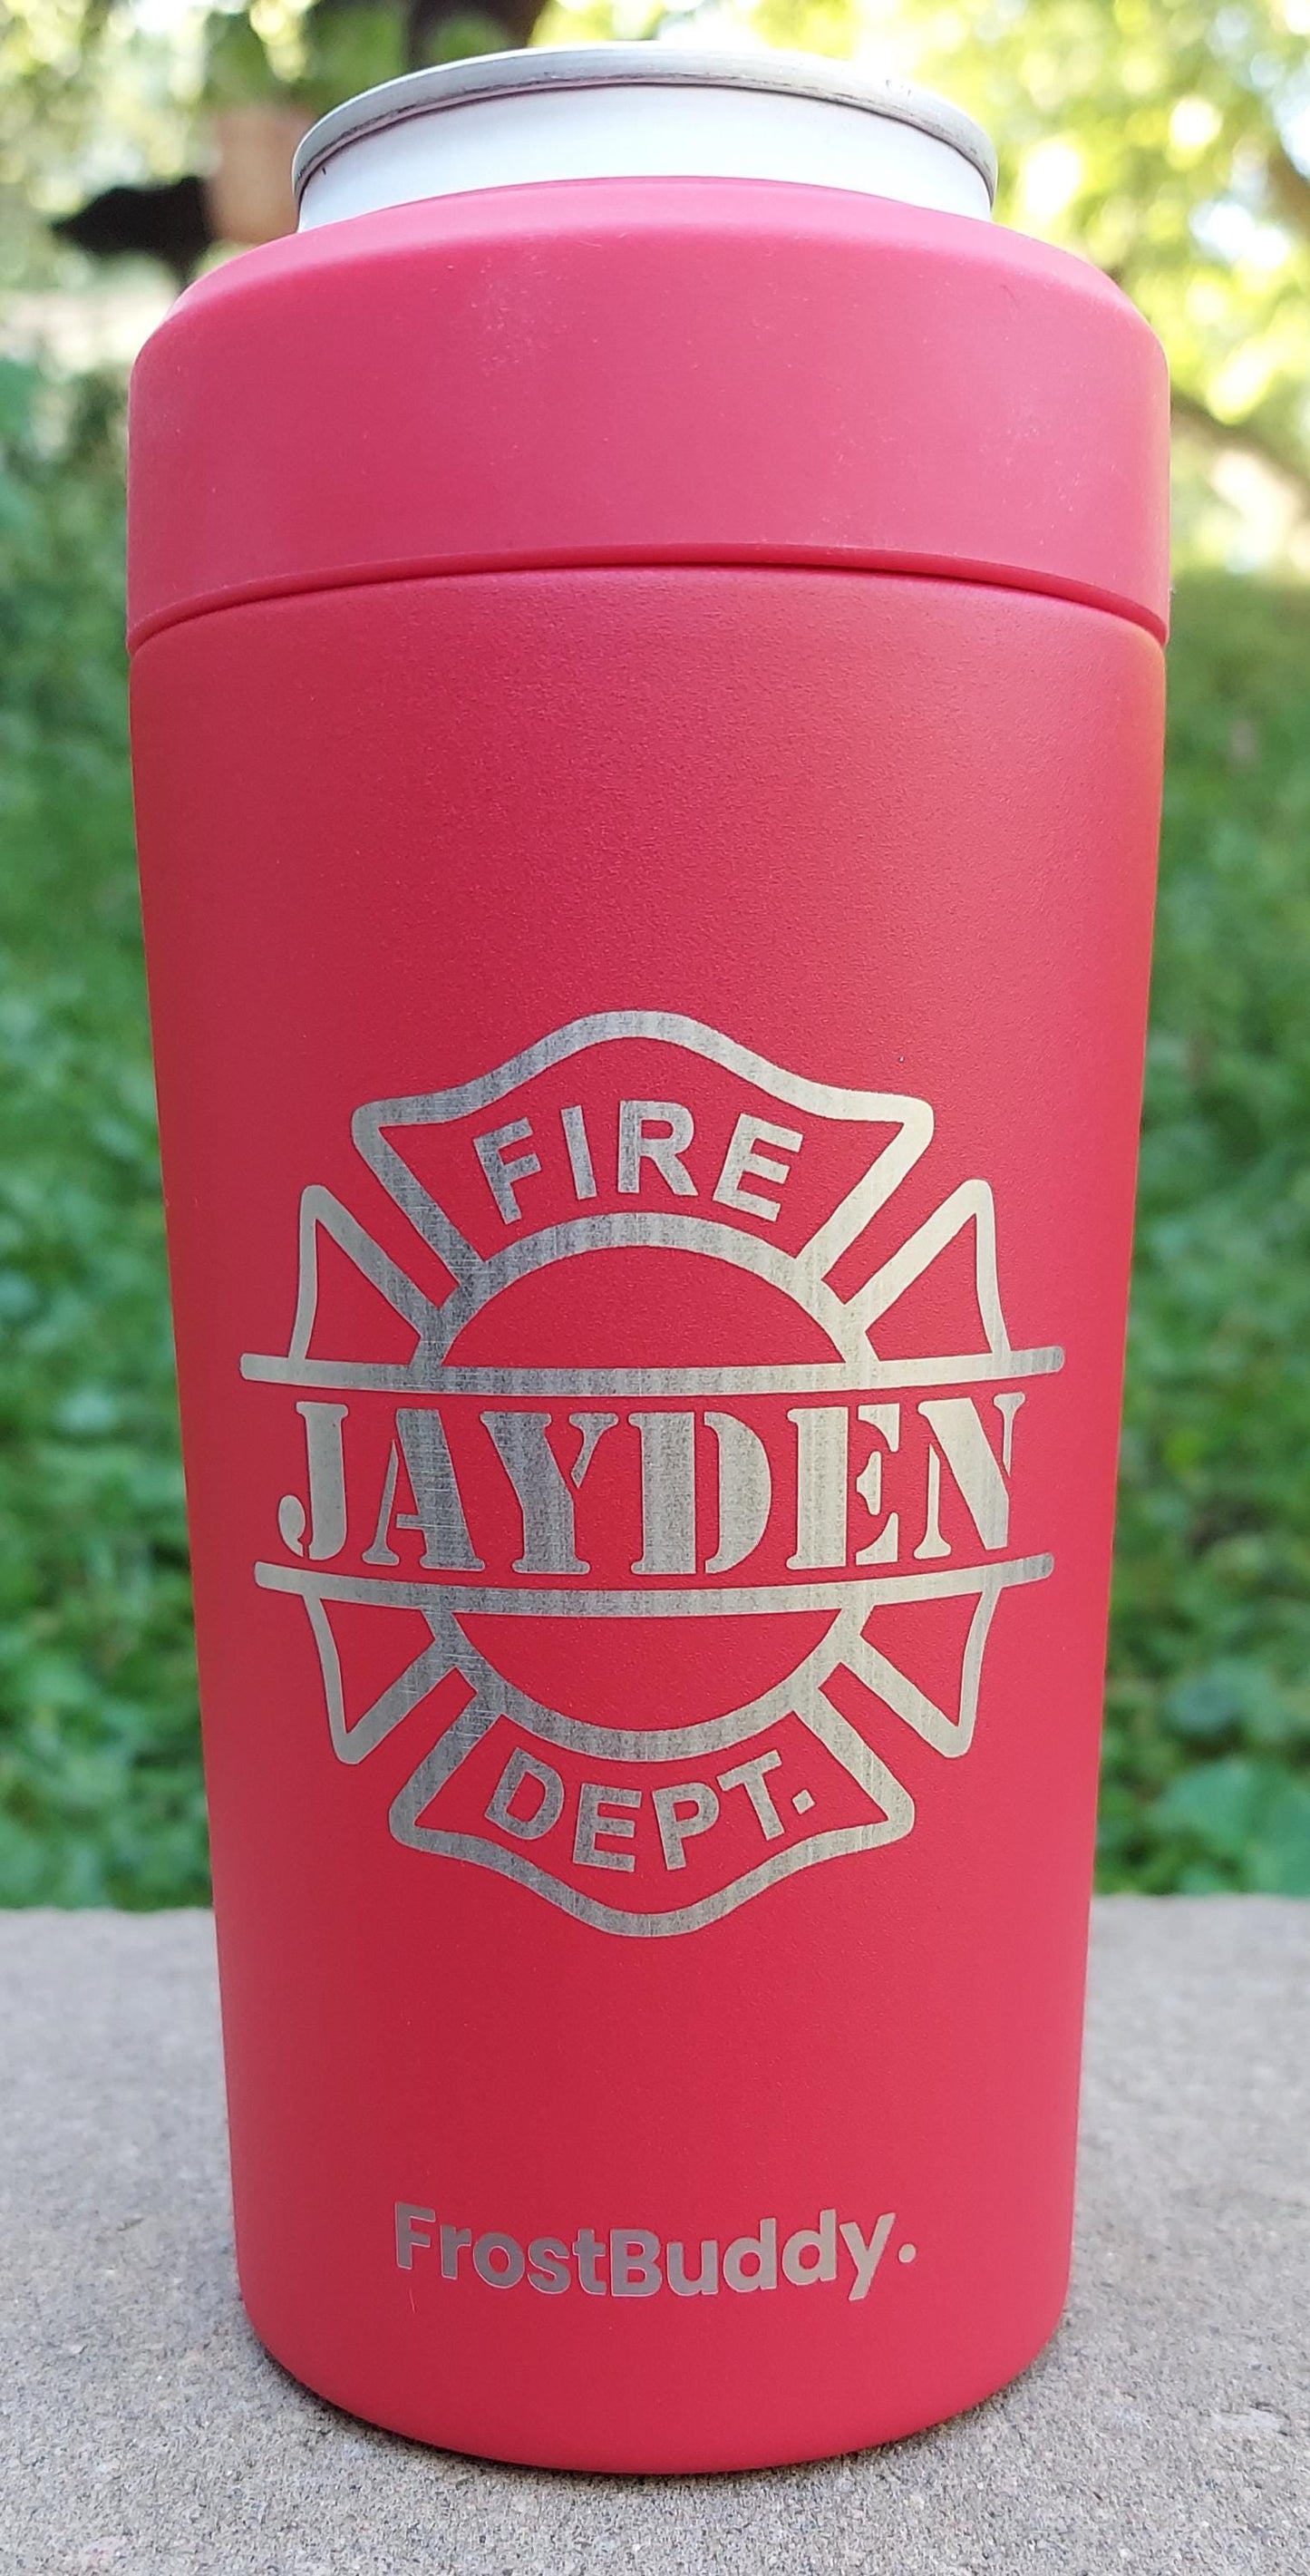 FIRE
JAYDEN
DEPT.
FrostBuddy.